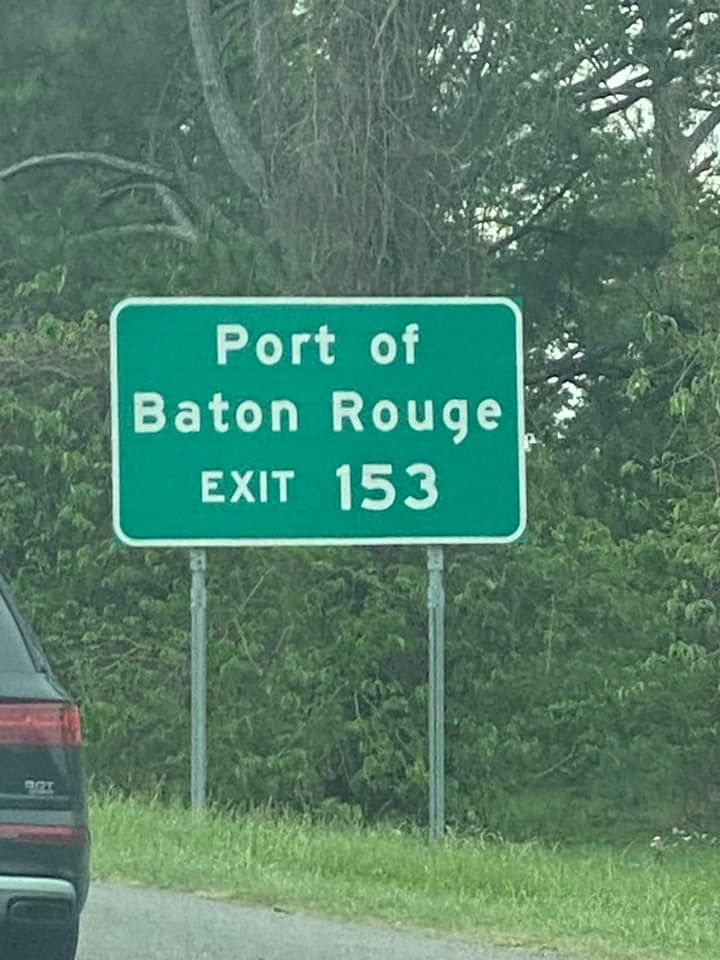 Port of
Baton Rouge
EXIT 153